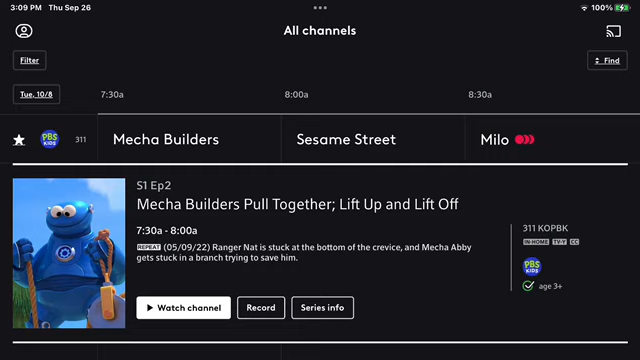 3:09 PM Thu Sep 26
100%
All channels
Filter
Find
Tue, 10/8
7:30a
8:00a
8:30a
PBS KIDS
311
Mecha Builders
Sesame Street
Milo
S1 Ep2
Mecha Builders Pull Together; Lift Up and Lift Off
7:30a - 8:00a
REPEAT (05/09/22) Ranger Nat is stuck at the bottom of the crevice, and Mecha Abby
gets stuck in a branch trying to save him.
311 KOPBK
IN-HOME TV-Y CC
PBS KIDS
age 3+
Watch channel
Record
Series info